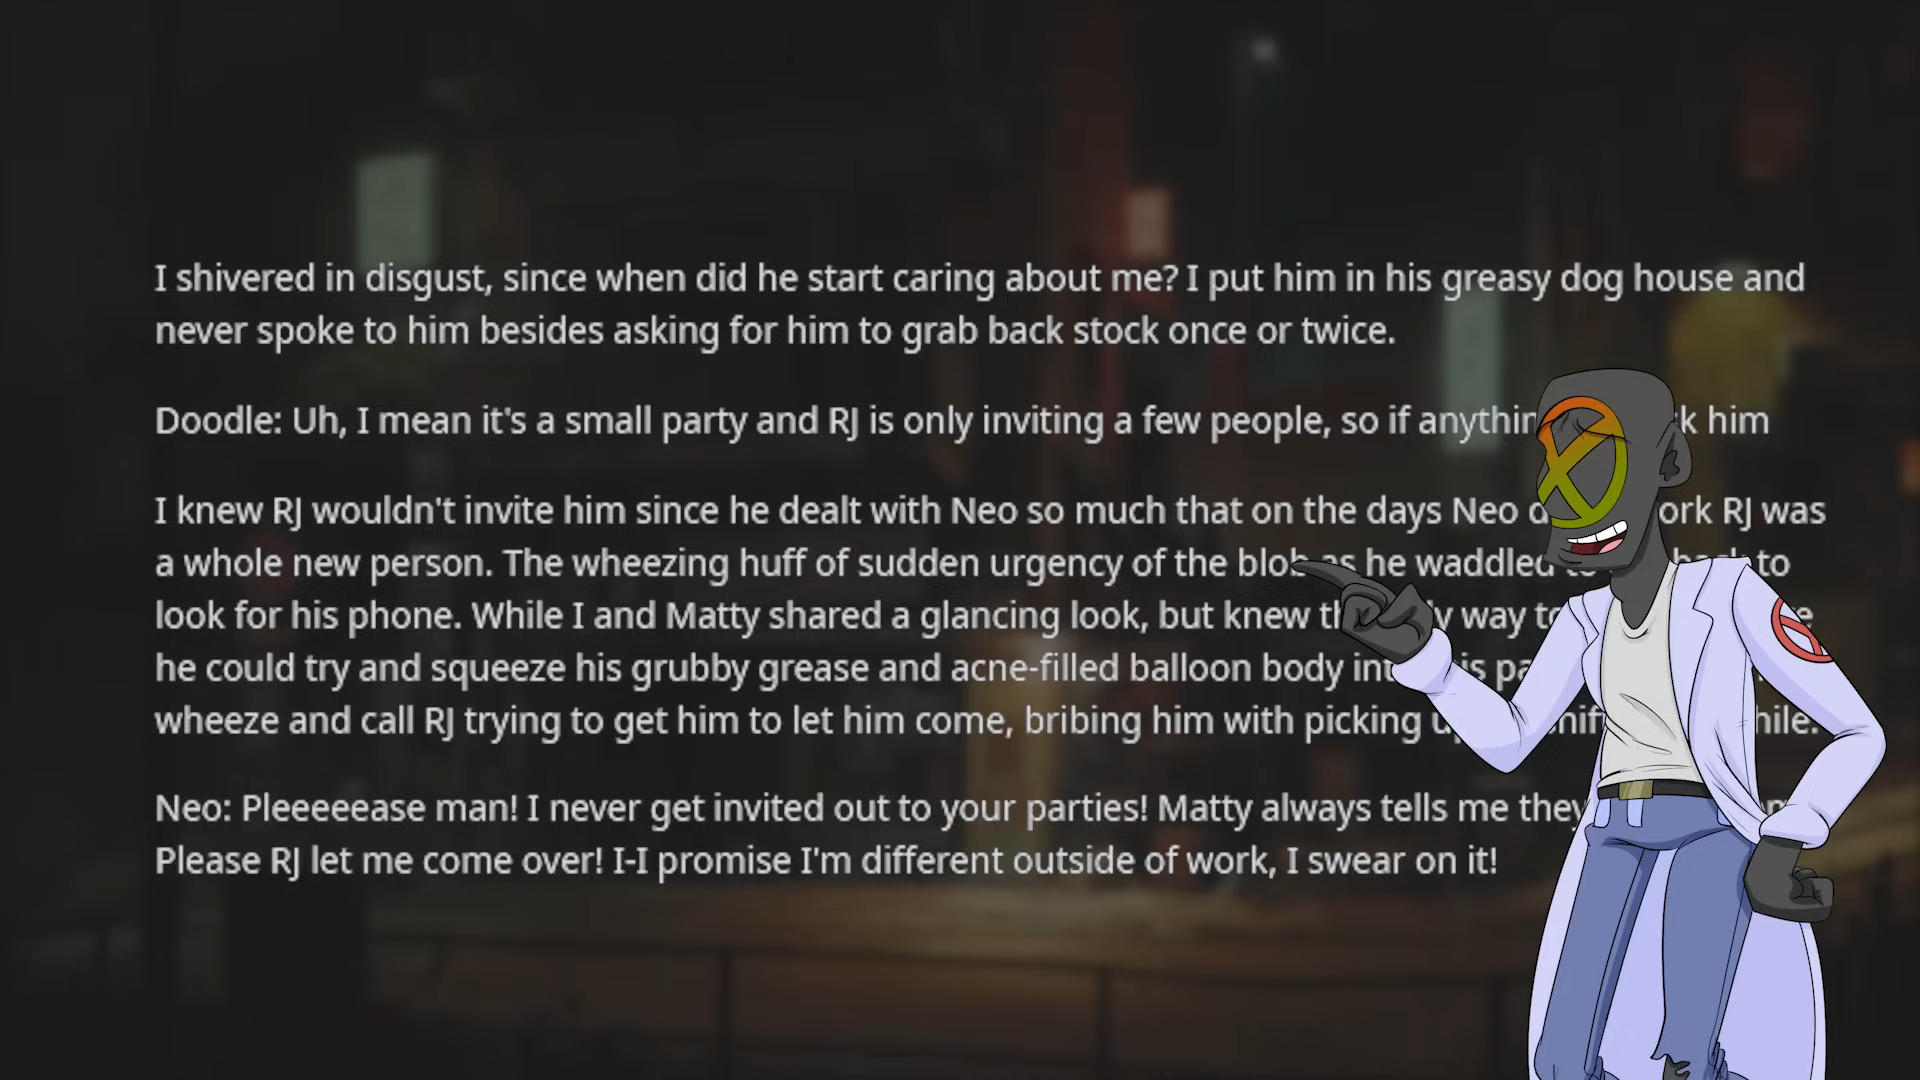 I shivered in disgust, since when did he start caring about me? I put him in his greasy dog house and
never spoke to him besides asking for him to grab back stock once or twice.
Doodle: Uh, I mean it's a small party and RJ is only inviting a few people, so if him
I knew RJ wouldn't invite him since he dealt with Neo so much that on the days Neo RJ was
a whole new person. The wheezing huff of sudden urgency of the blob as he waddled to
look for his phone. While I and Matty shared a glancing look, but knew way
he could try and squeeze his grubby grease and acne-filled balloon body
wheeze and call RJ trying to get him to let him come, bribing him with picking
Neo: Pleeeeease man! I never get invited out to your parties! Matty always tells me
Please RJ let me come over! I-I promise I'm different outside of work, I swear on it!